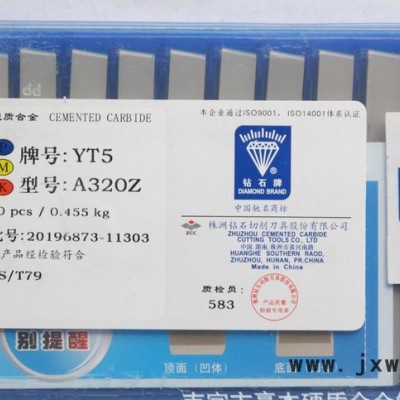 硬质合金 CEMENTED CARBIDE
P
M
K
牌号: YT5
型号: A320Z
0 pcs / 0.455 kg
号: 20196873-11303
产品经检验符合
S/T79
本企业通过ISO9001、ISO14001体系认证
钻石牌
DIAMOND BRAND
中国驰名商标
ZCC
株洲钻石切削刀具股份有限公司
ZHUZHOU CEMENTED CARBIDE
CUTTING TOOLS CO., LTD
中国.湖南 株洲市黄河南路
HUANGHE SOUTHERN RAOD,
ZHUZHOU, HUNAN, PR.CHINA
Made in China
质检员:
583
别提醒
顶面（凹体）
底面
www.jxw